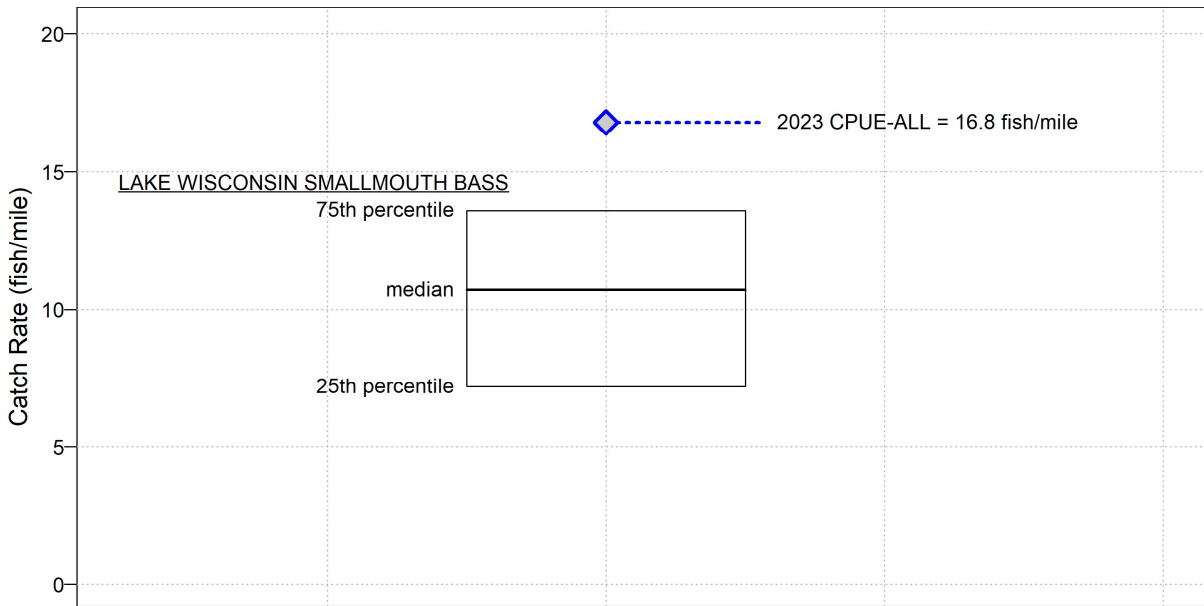 20
2023 CPUE-ALL = 16.8 fish/mile
15
LAKE WISCONSIN SMALLMOUTH BASS
75th percentile
median
10
25th percentile
5
0
Catch Rate (fish/mile)